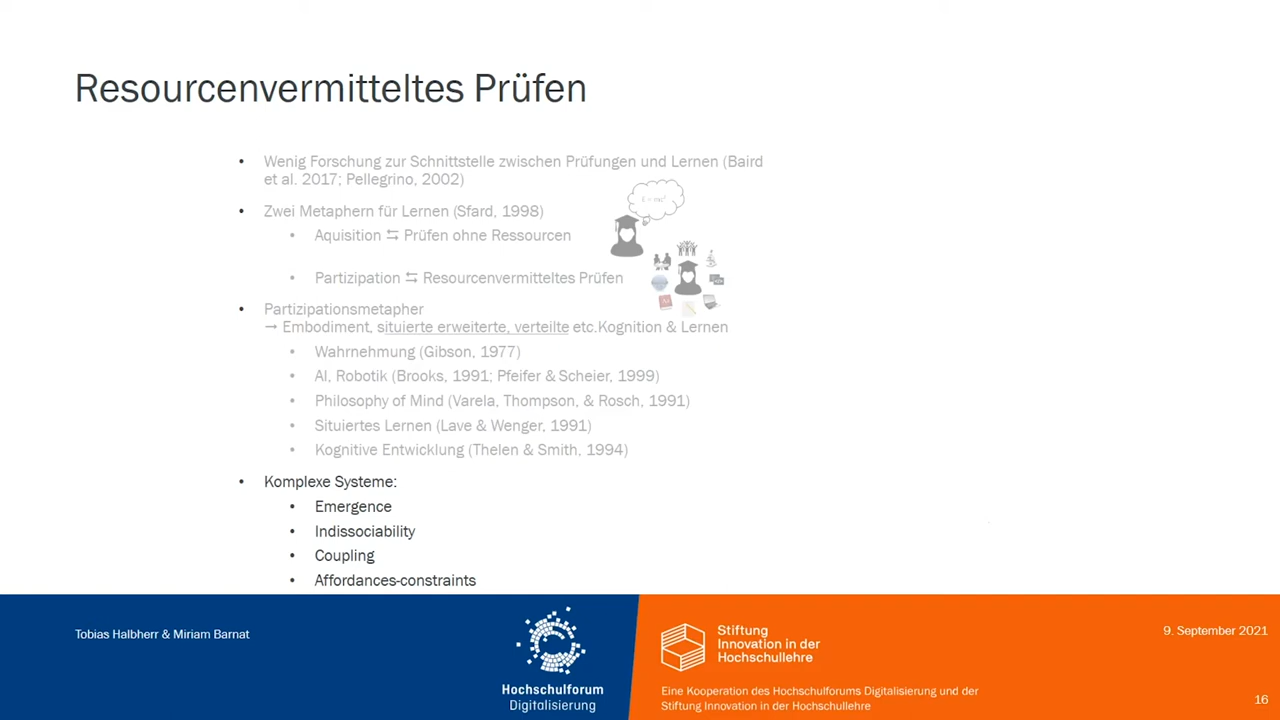 Resourcenvermitteltes Prüfen
• Wenig Forschung zur Schnittstelle zwischen Prüfungen und Lernen (Baird
et al. 2017; Pellegrino, 2002)
• Zwei Metaphern für Lernen (Sfard, 1998)
• Aquisition ⇆ Prüfen ohne Ressourcen
• Partizipation ⇆ Resourcenvermitteltes Prüfen
• Partizipationsmetapher
→ Embodiment, situierte erweiterte, verteilte etc.Kognition & Lernen
• Wahrnehmung (Gibson, 1977)
• AI, Robotik (Brooks, 1991; Pfeifer & Scheier, 1999)
• Philosophy of Mind (Varela, Thompson, & Rosch, 1991)
• Situiertes Lernen (Lave & Wenger, 1991)
• Kognitive Entwicklung (Thelen & Smith, 1994)
• Komplexe Systeme:
• Emergence
• Indissociability
• Coupling
• Affordances-constraints
Tobias Halbherr & Miriam Barnat
Hochschulforum
Digitalisierung
Stiftung
Innovation in der
Hochschullehre
Eine Kooperation des Hochschulforums Digitalisierung und der
Stiftung Innovation in der Hochschullehre
9. September 2021
16